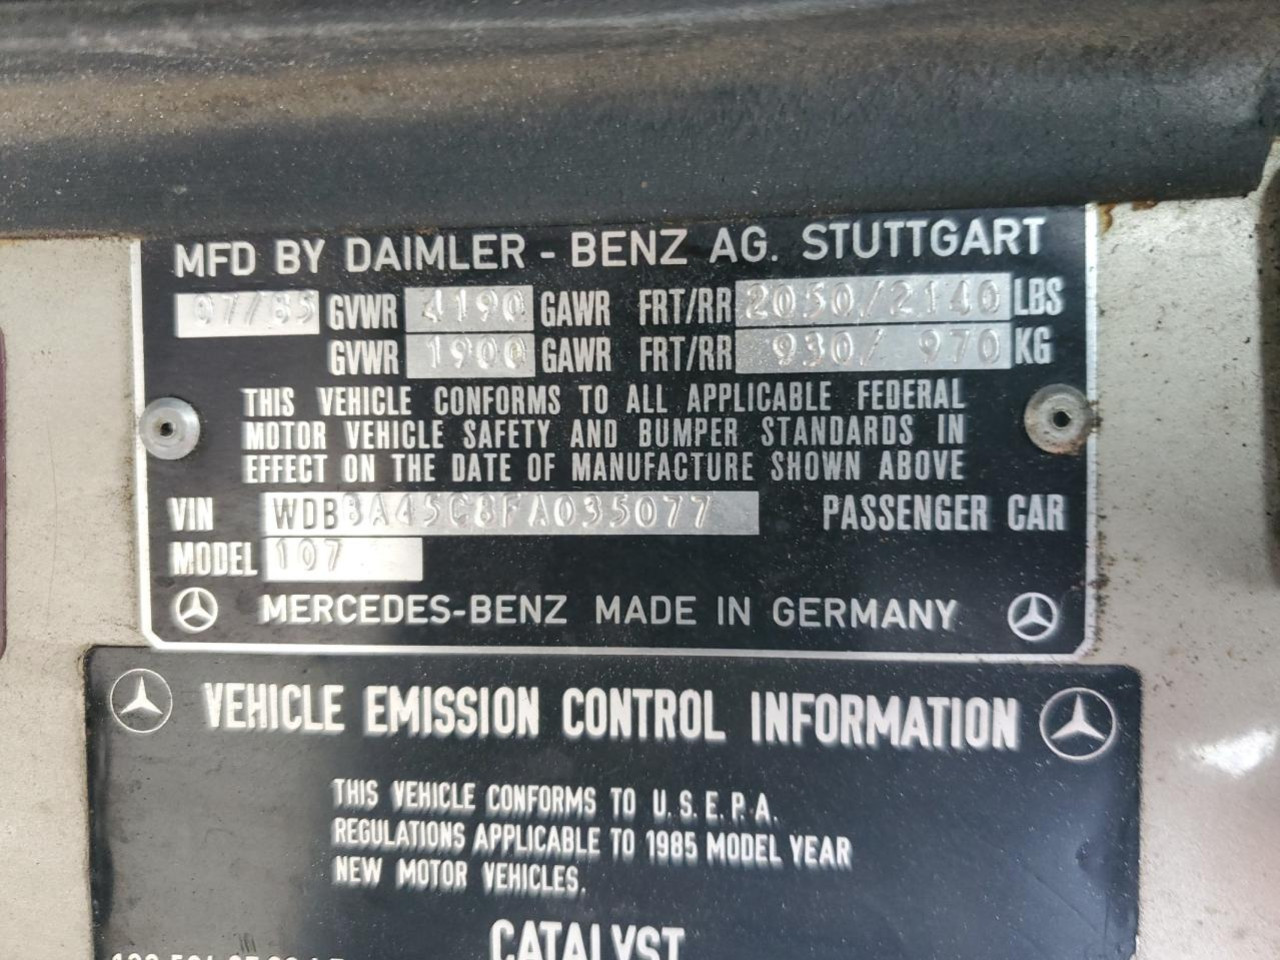 MFD BY DAIMLER - BENZ AG. STUTTGART
07/85 GVWR 4190 GAWR FRT/RR 2050/2140 LBS
GVWR 1900 GAWR FRT/RR 930/ 970 KG
THIS VEHICLE CONFORMS TO ALL APPLICABLE FEDERAL
MOTOR VEHICLE SAFETY AND BUMPER STANDARDS IN
EFFECT ON THE DATE OF MANUFACTURE SHOWN ABOVE
VIN WDBBA45C8FA035077 PASSENGER CAR
MODEL 107
MERCEDES-BENZ MADE IN GERMANY
VEHICLE EMISSION CONTROL INFORMATION
THIS VEHICLE CONFORMS TO U.S.E.P.A.
REGULATIONS APPLICABLE TO 1985 MODEL YEAR
NEW MOTOR VEHICLES.
CATALYST